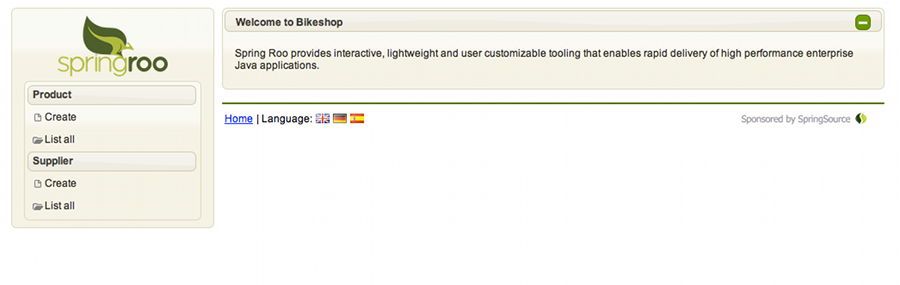 springroo
Product
Create
List all
Supplier
Create
List all
Welcome to Bikeshop
Spring Roo provides interactive, lightweight and user customizable tooling that enables rapid delivery of high performance enterprise
Java applications.
Home | Language:
Sponsored by SpringSource